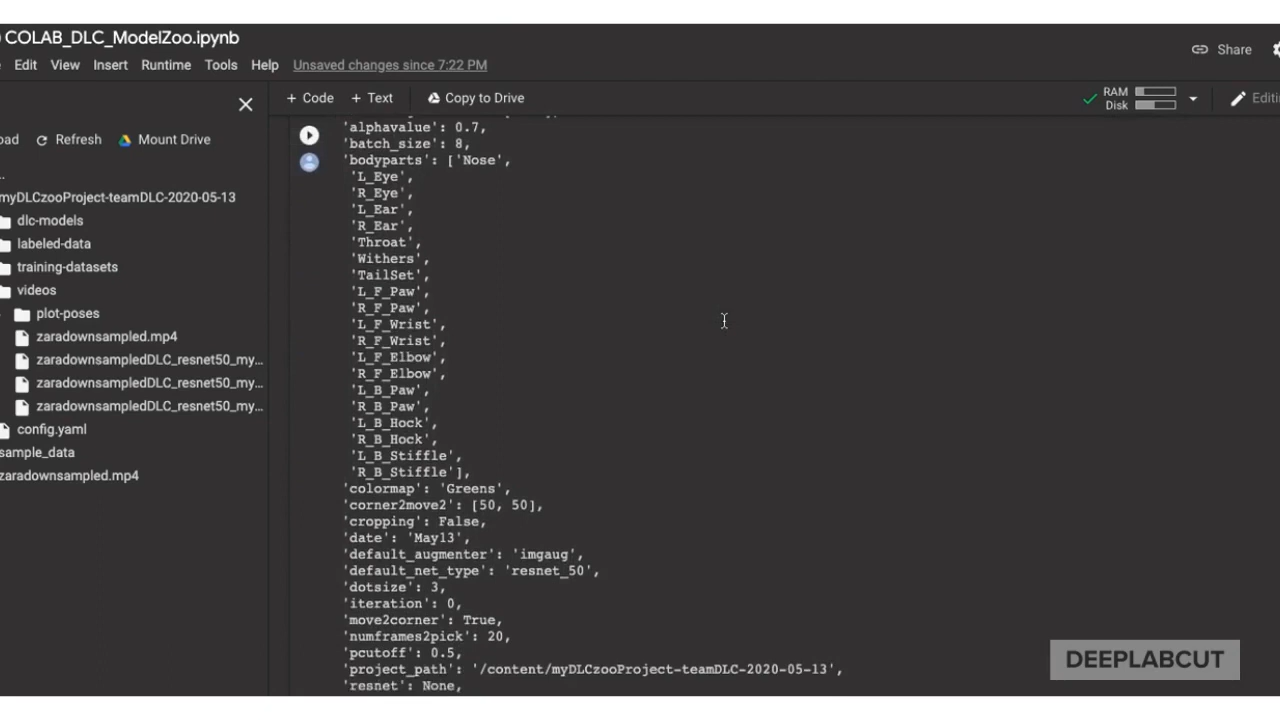 COLAB_DLC_ModelZoo.ipynb
Share
Edit View Insert Runtime Tools Help Unsaved changes since 7:22 PM
+ Code + Text Copy to Drive
RAM
Disk
Refresh Mount Drive
myDLCzooProject-teamDLC-2020-05-13
dlc-models
labeled-data
training-datasets
videos
plot-poses
zaradownsampled.mp4
zaradownsampledDLC_resnet50_my...
zaradownsampledDLC_resnet50_my...
zaradownsampledDLC_resnet50_my...
config.yaml
sample_data
zaradownsampled.mp4
'alphavalue': 0.7,
'batch_size': 8,
'bodyparts': ['Nose',
'L_Eye',
'R_Eye',
'L_Ear',
'R_Ear',
'Throat',
'Withers',
'TailSet',
'L_F_Paw',
'R_F_Paw',
'L_F_Wrist',
'R_F_Wrist',
'L_F_Elbow',
'R_F_Elbow',
'L_B_Paw',
'R_B_Paw',
'L_B_Hock',
'R_B_Hock',
'L_B_Stiffle',
'R_B_Stiffle'],
'colormap': 'Greens',
'corner2move2': [50, 50],
'cropping': False,
'date': 'May13',
'default_augmenter': 'imgaug',
'default_net_type': 'resnet_50',
'dotsize': 3,
'iteration': 0,
'move2corner': True,
'numframes2pick': 20,
'pcutoff': 0.5,
'project_path': '/content/myDLCzooProject-teamDLC-2020-05-13',
'resnet': None,
DEEPLABCUT